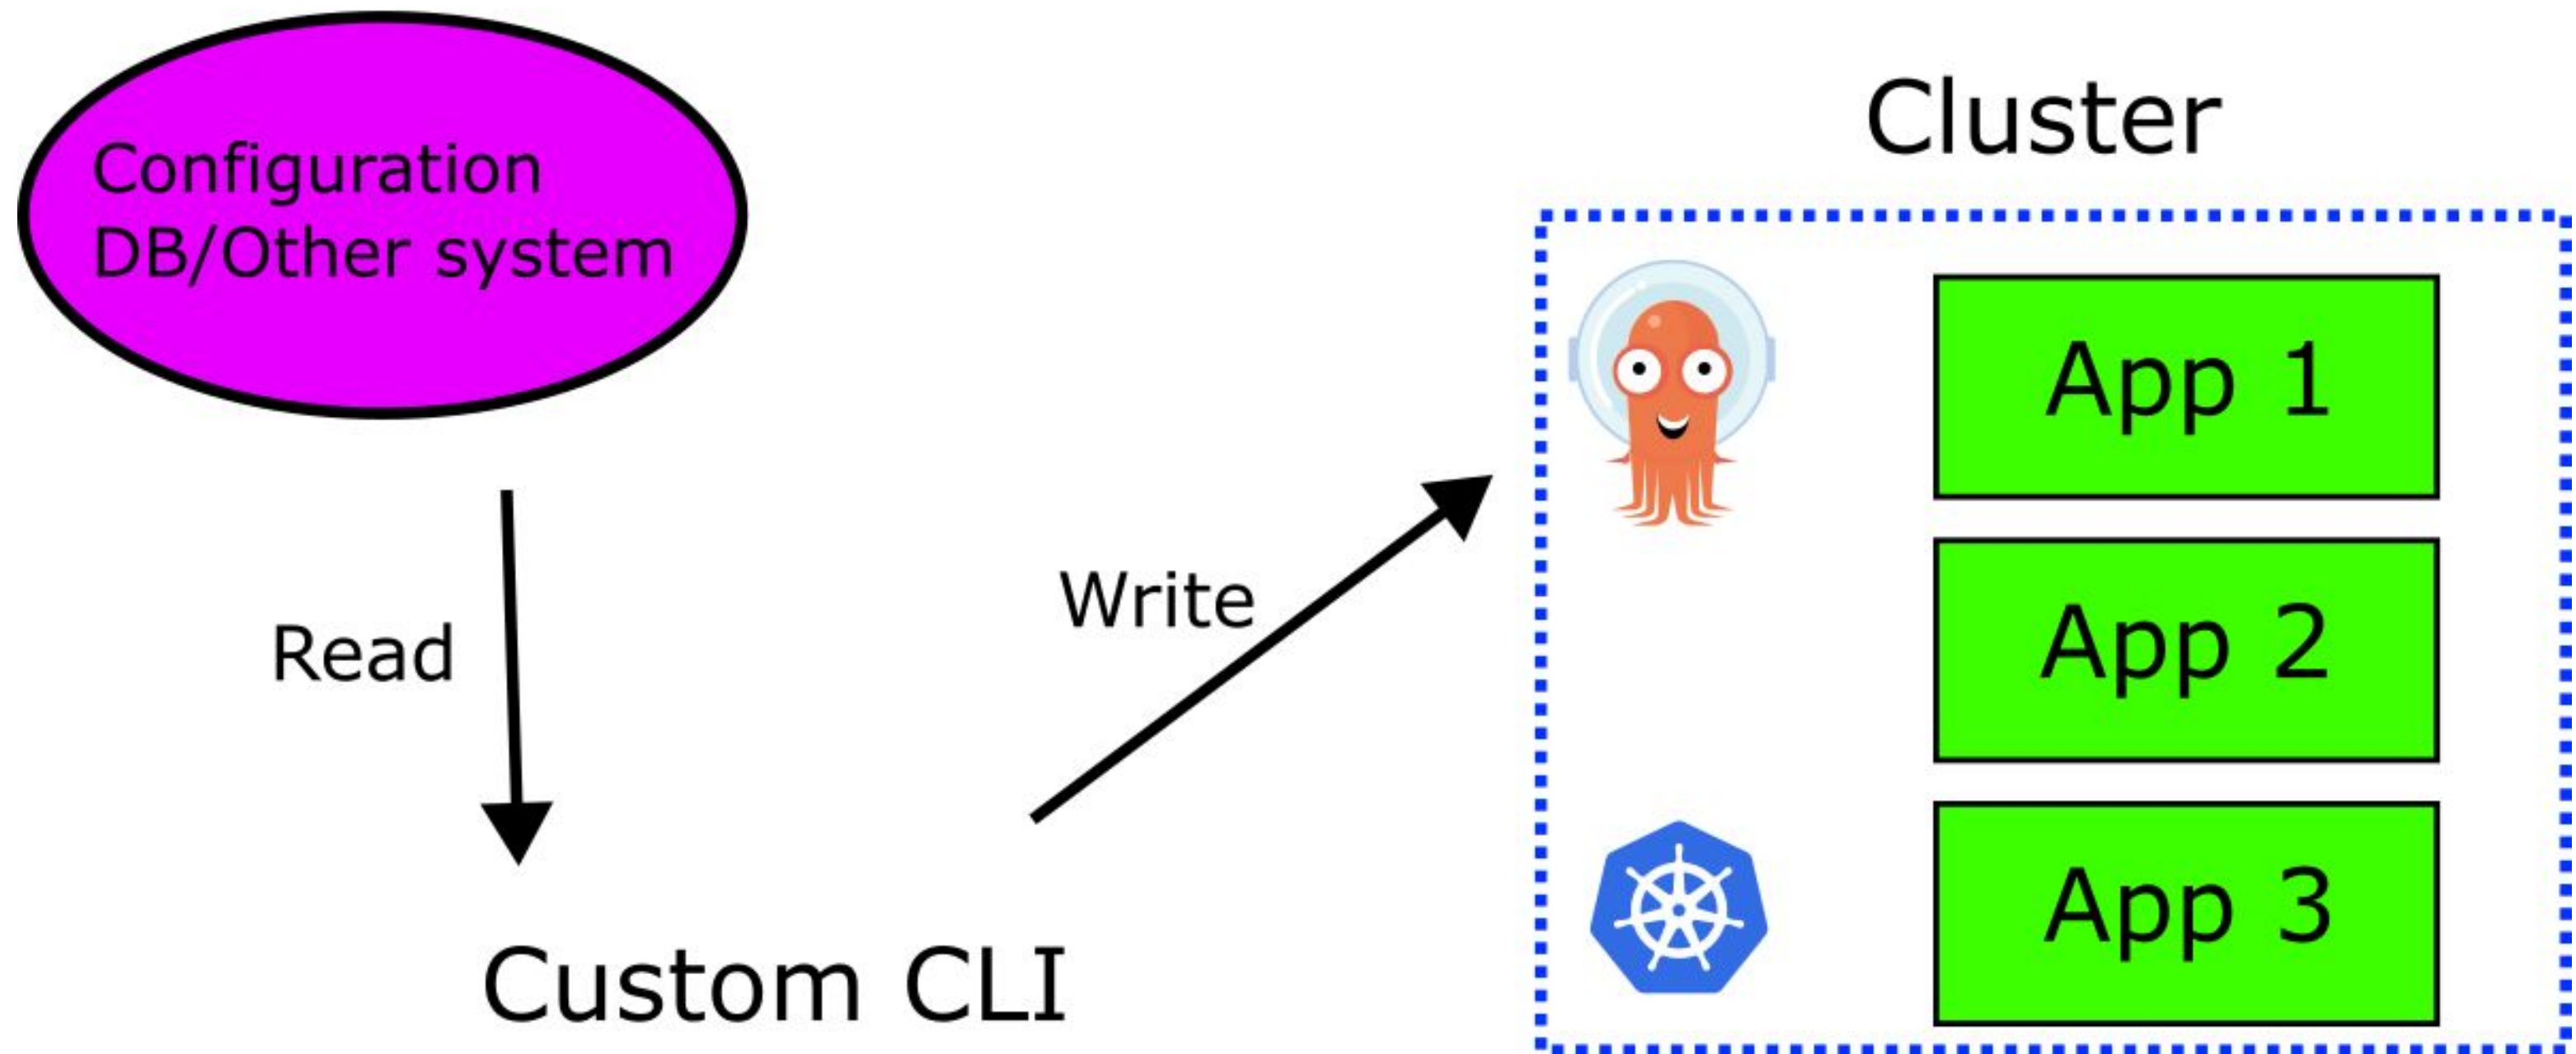 Configuration
DB/Other system
Read
Custom CLI
Write
Cluster
App 1
App 2
App 3